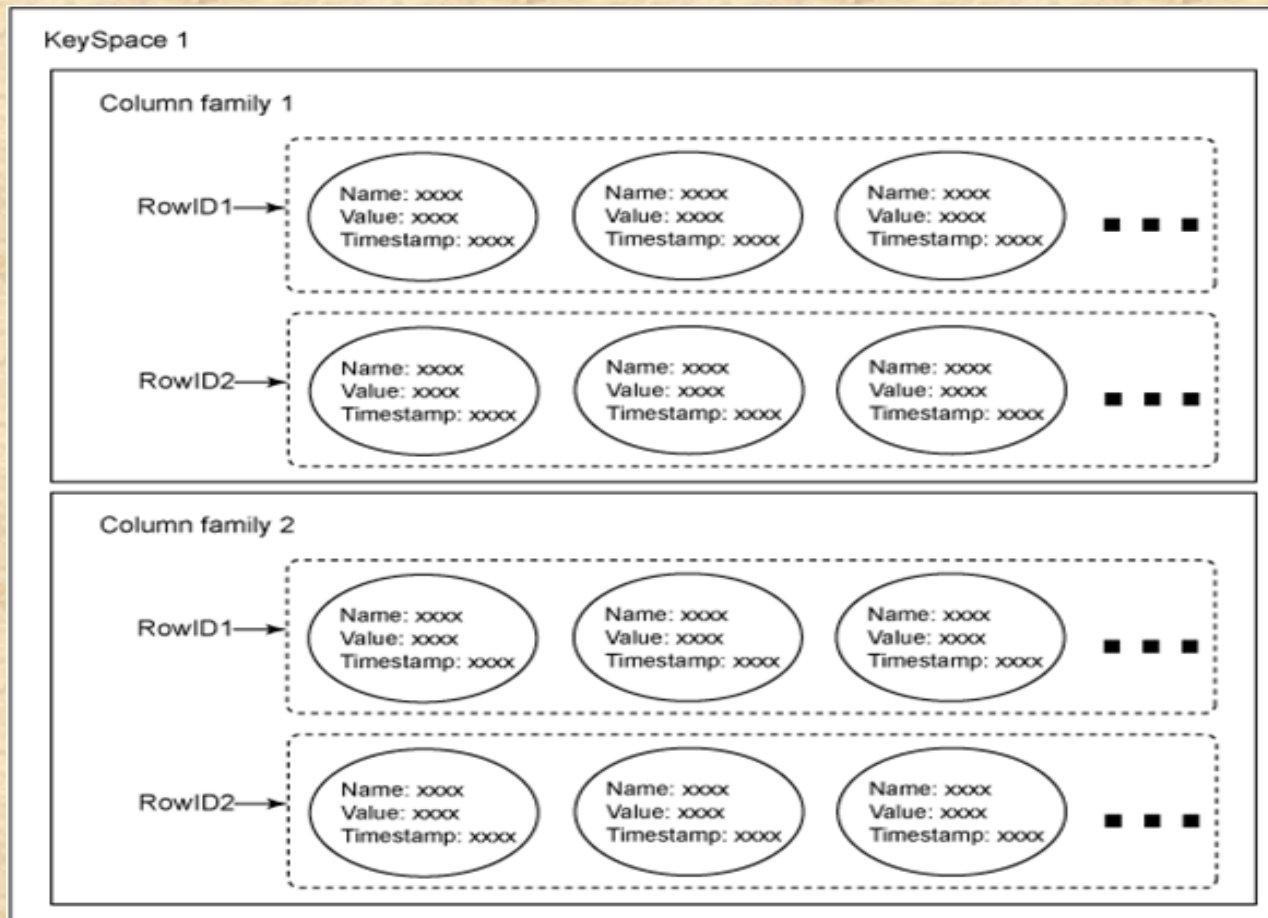 KeySpace 1
Column family 1
RowID1
Name: xxxx
Value: xxxx
Timestamp: xxxx
Name: xxxx
Value: xxxx
Timestamp: xxxx
Name: xxxx
Value: xxxx
Timestamp: xxxx
RowID2
Name: xxxx
Value: xxxx
Timestamp: xxxx
Name: xxxx
Value: xxxx
Timestamp: xxxx
Name: xxxx
Value: xxxx
Timestamp: xxxx
Column family 2
RowID1
Name: xxxx
Value: xxxx
Timestamp: xxxx
Name: xxxx
Value: xxxx
Timestamp: xxxx
Name: xxxx
Value: xxxx
Timestamp: xxxx
RowID2
Name: xxxx
Value: xxxx
Timestamp: xxxx
Name: xxxx
Value: xxxx
Timestamp: xxxx
Name: xxxx
Value: xxxx
Timestamp: xxxx